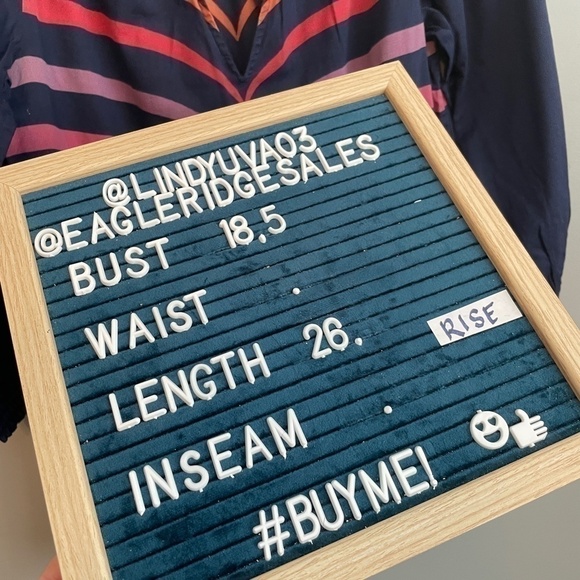 @LINDYUVA03
@EAGLERIDGESALES
BUST 18,5
WAIST .
LENGTH 26.
RISE
INSEAM .
#BUYME!